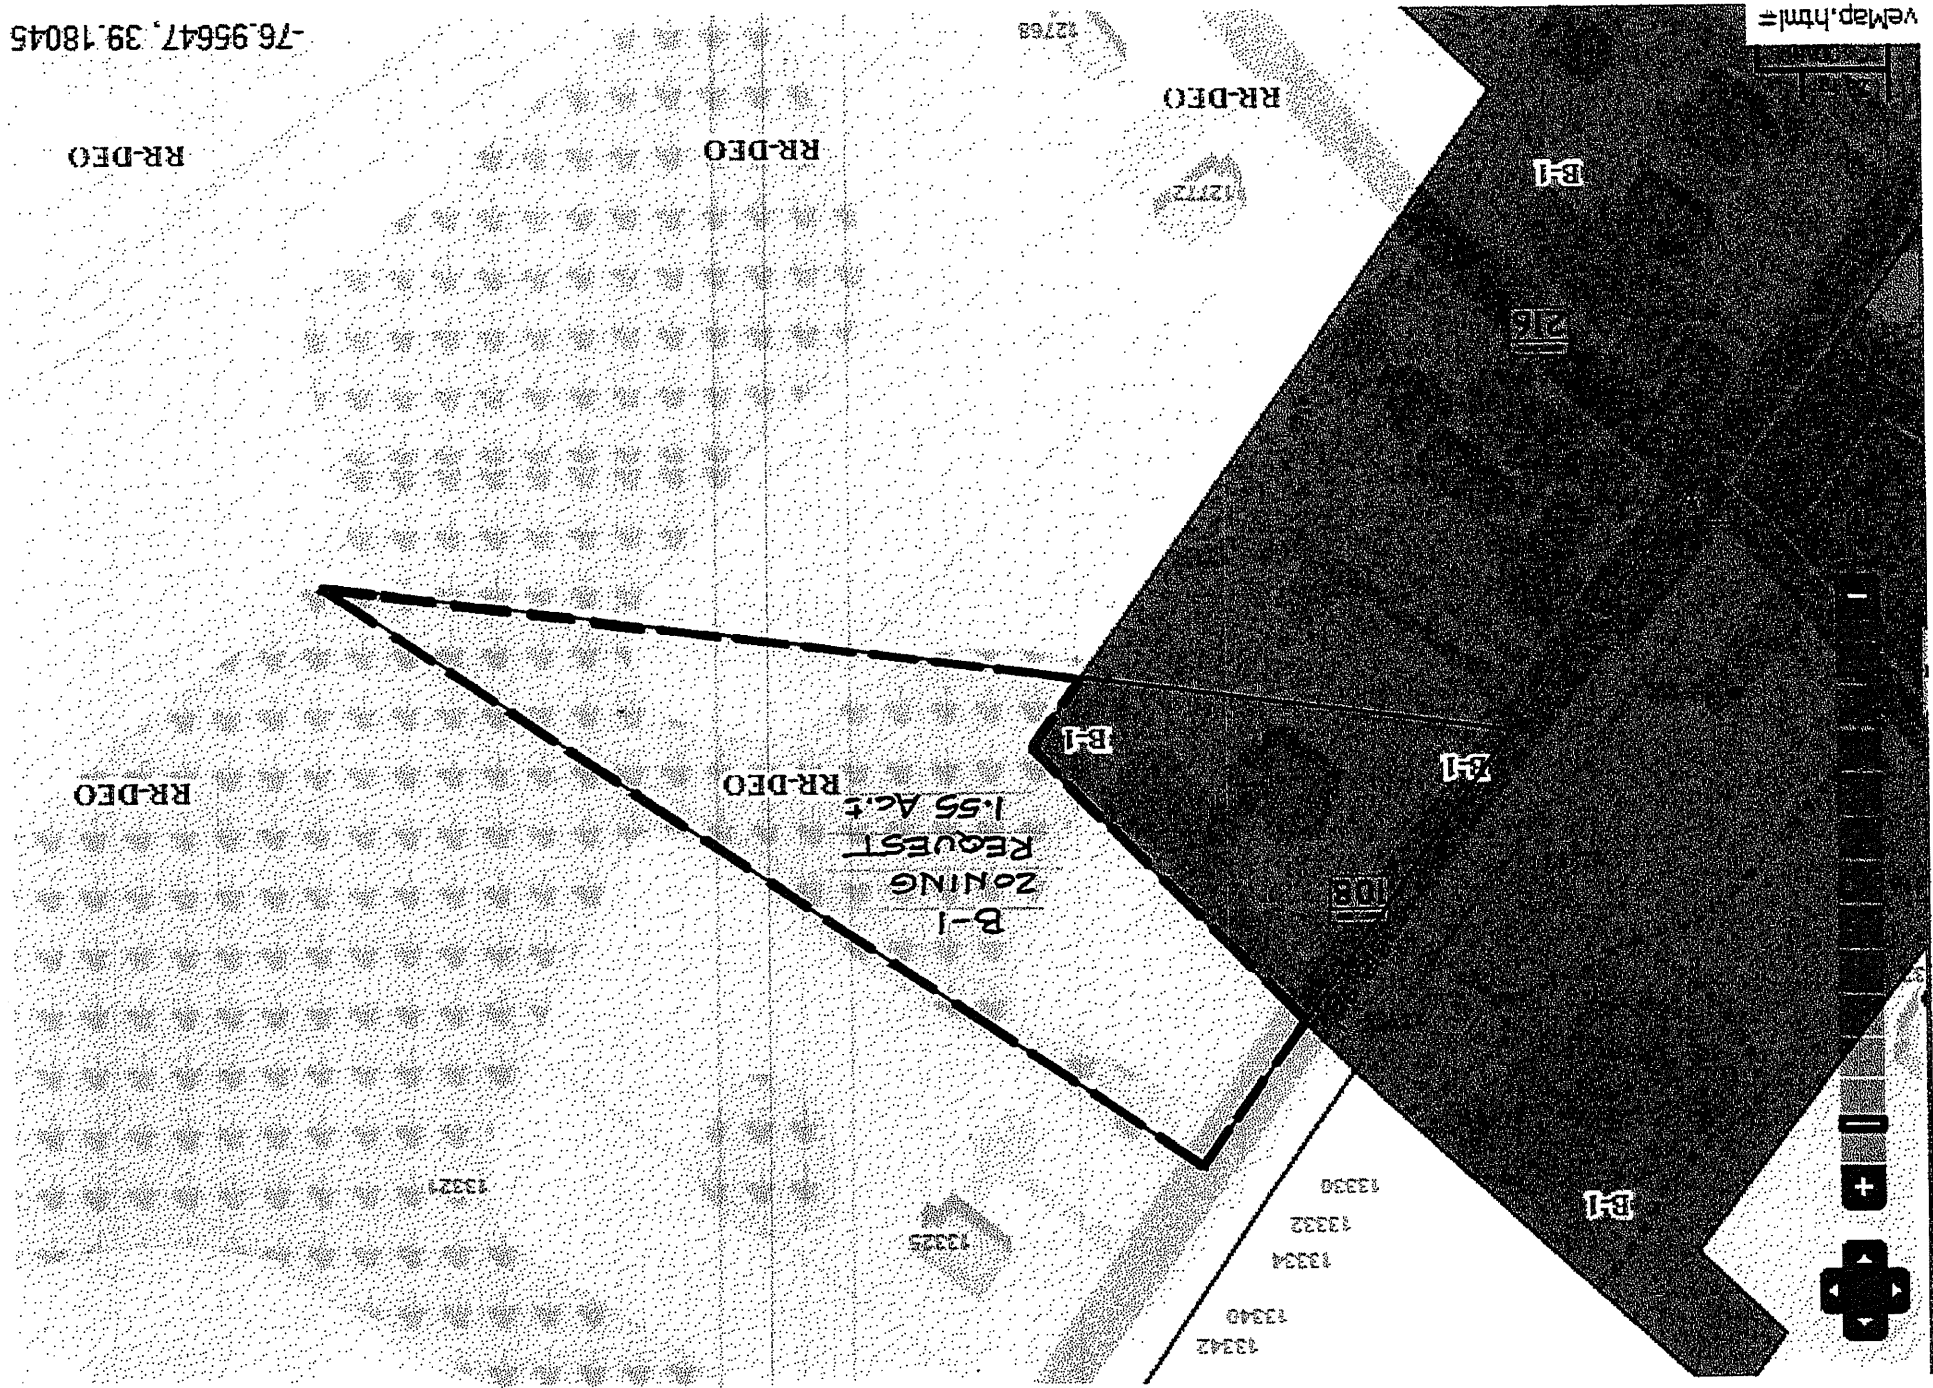 13342
13340
13334
13325
13332
B-1
13330
13321
108
B-1
ZONING
REQUEST
1.55 Ac.±
RR-DEO
RR-DEO
B-1
B-1
216
12772
B-1
RR-DEO
RR-DEO
RR-DEO
12768
-76.95647, 39.18045
veMap.html#